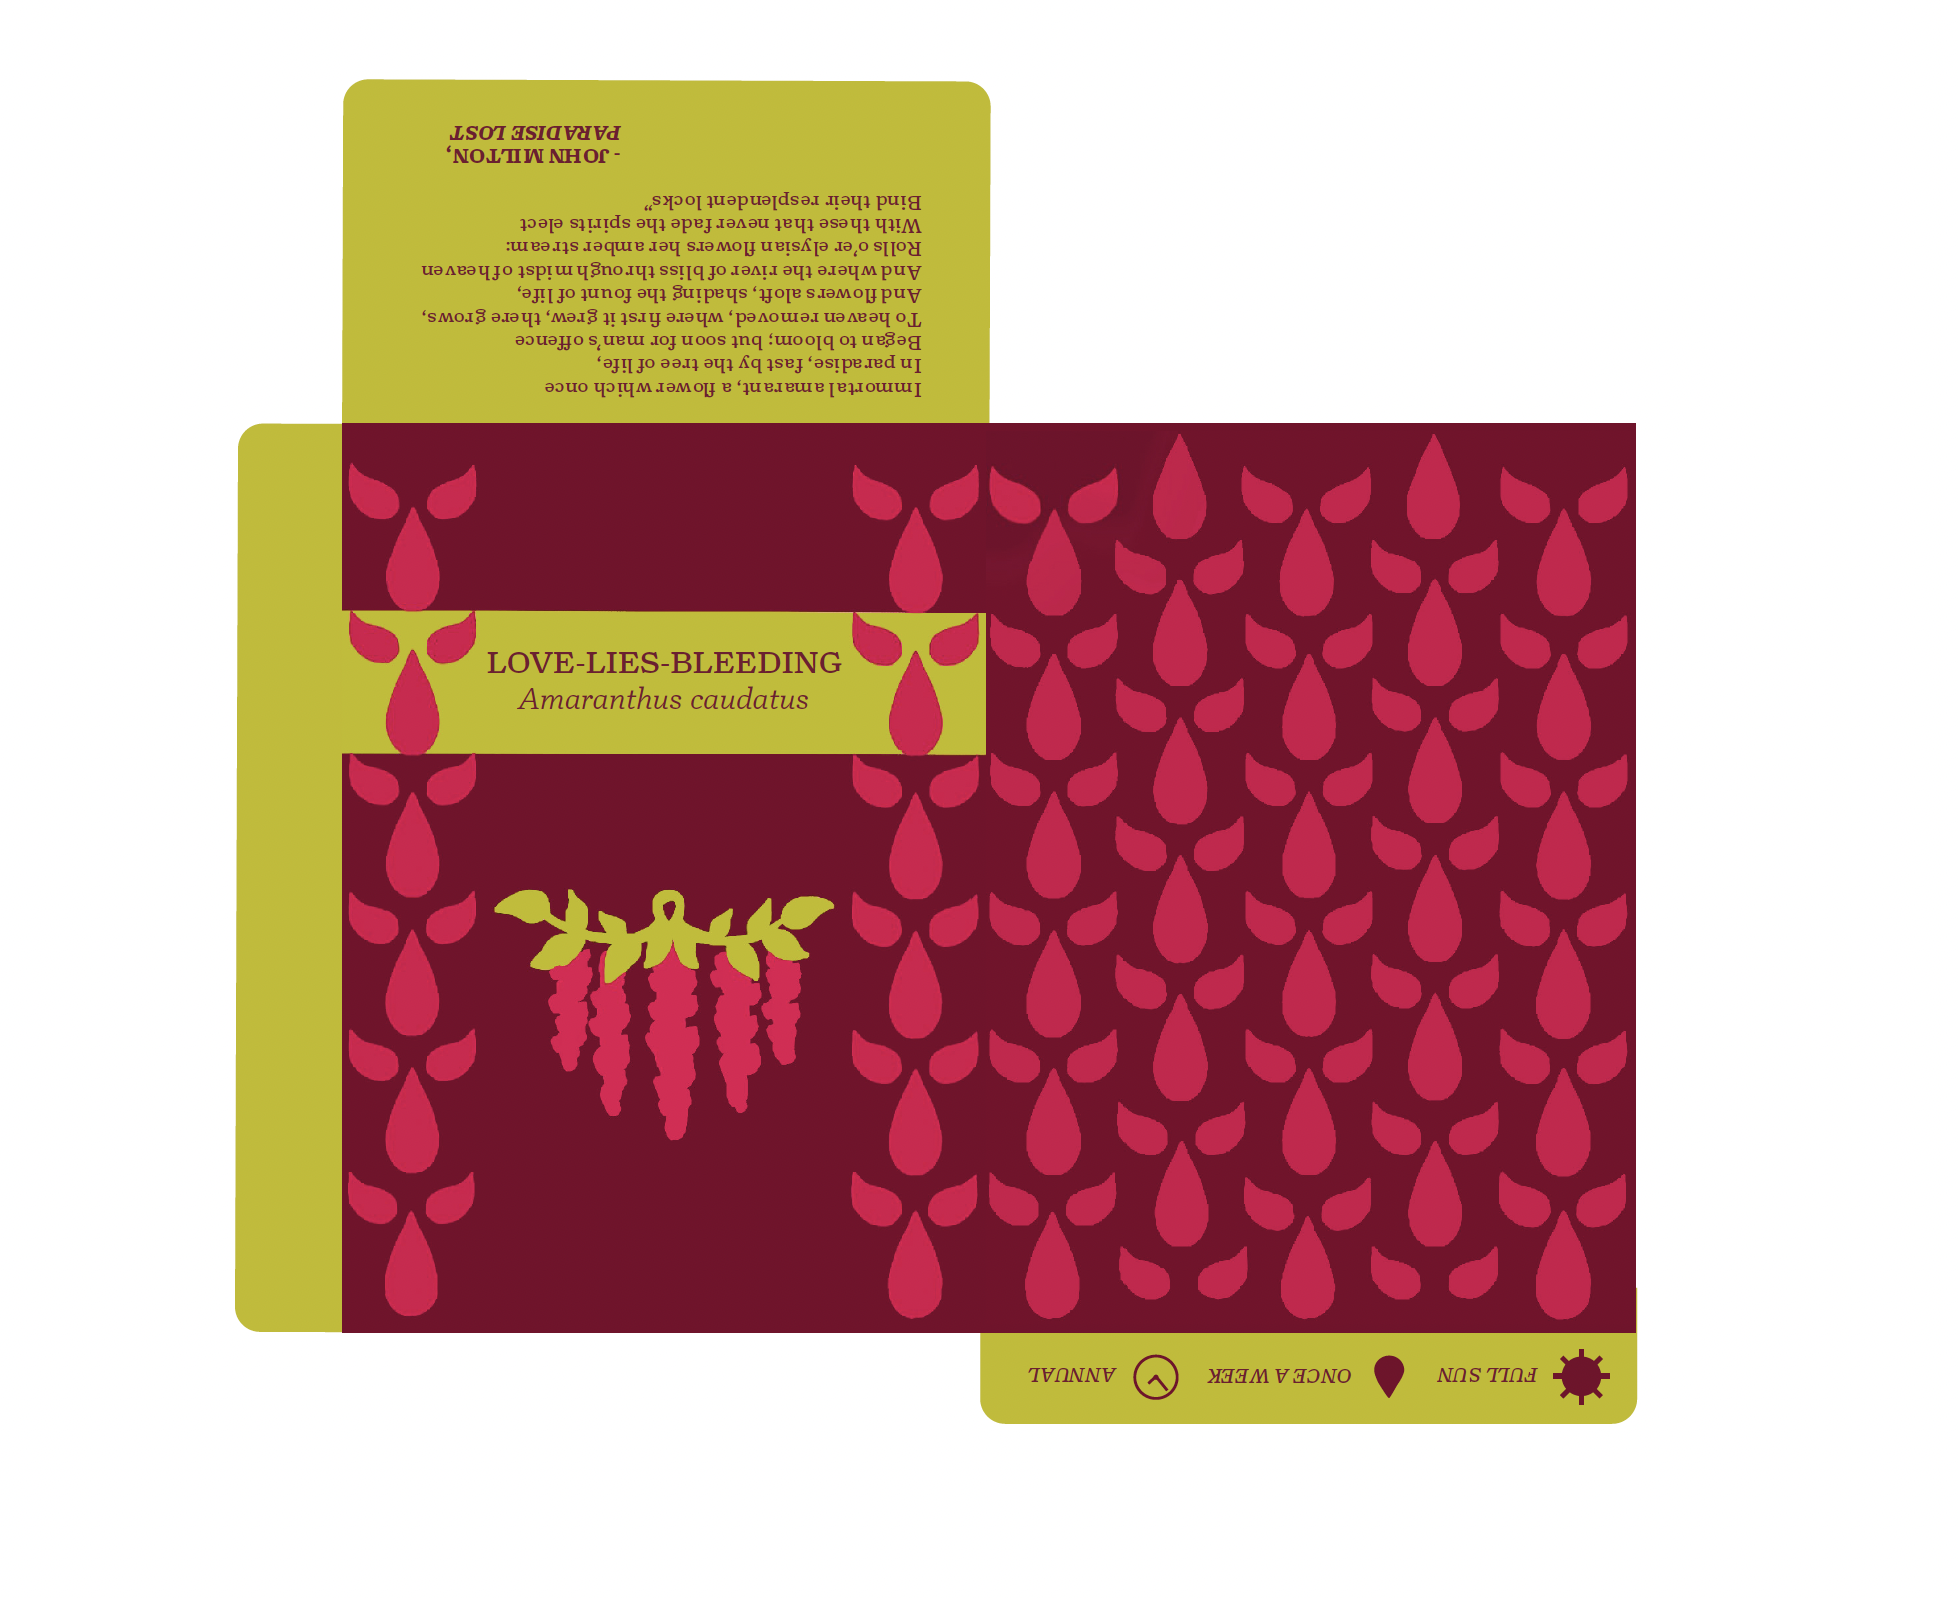 Immortal amarant, a flower which once
In paradise, fast by the tree of life,
Began to bloom; but soon for man's offence
To heaven removed, where first it grew, there grows,
And flowers aloft, shading the fount of life,
And where the river of bliss through midst of heaven
Rolls o'er elysian flowers her amber stream:
With these that never fade the spirits elect
Bind their resplendent locks”
- JOHN MILTON,
PARADISE LOST
LOVE-LIES-BLEEDING
Amaranthus caudatus
FULL SUN
ONCE A WEEK
ANNUAL